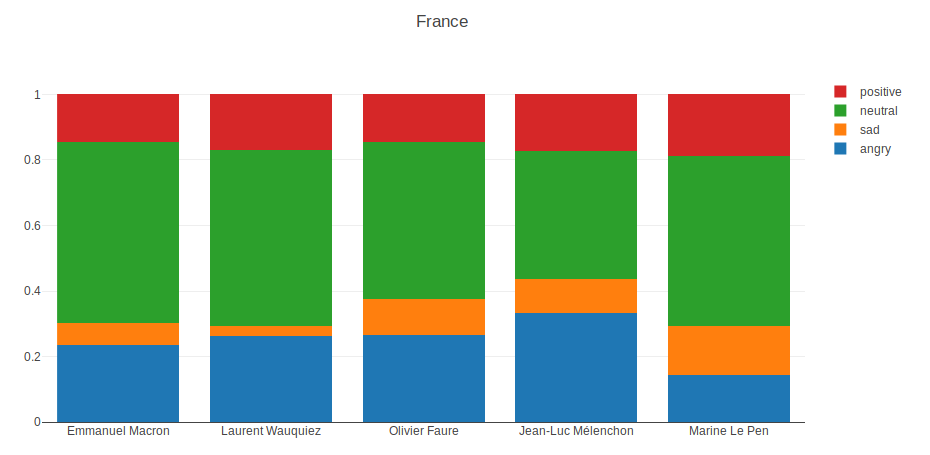 France
positive
neutral
sad
angry
1
0.8
0.6
0.4
0.2
0
Emmanuel Macron
Laurent Wauquiez
Olivier Faure
Jean-Luc Mélenchon
Marine Le Pen